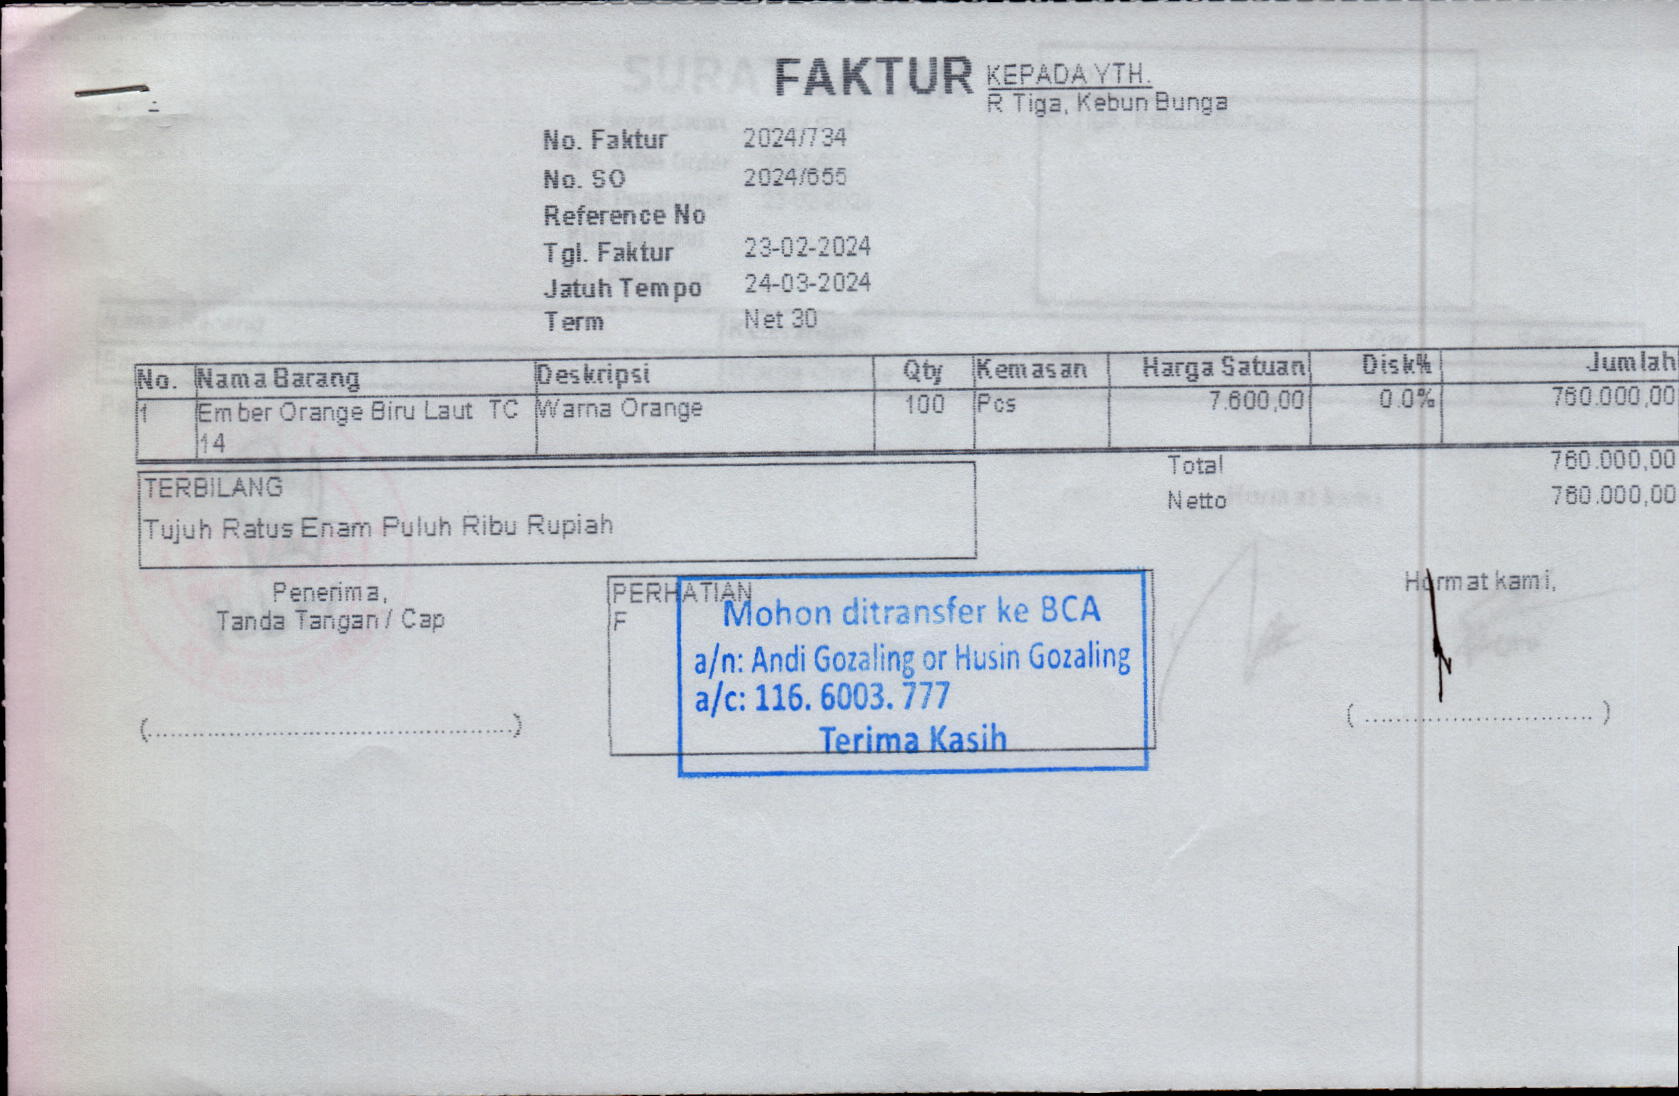 FAKTUR
KEPADA YTH.
R Tiga, Kebun Bunga
No. Faktur 2024/734
No. SO 2024/655
Reference No
Tgl. Faktur 23-02-2024
Jatuh Tempo 24-03-2024
Term Net 30
No. Nama Barang Deskripsi Qty Kemasan Harga Satuan Disk% Jumlah
1 Ember Orange Biru Laut TC Warna Orange 100 Pcs 7.600,00 0.0% 760.000,00
14
Total 760.000,00
Netto 760.000,00
TERBILANG
Tujuh Ratus Enam Puluh Ribu Rupiah
Penerima,
Tanda Tangan / Cap
(............................................)
PERHATIAN
F
Mohon ditransfer ke BCA
a/n: Andi Gozaling or Husin Gozaling
a/c: 116. 6003. 777
Terima Kasih
Hormat kami,
( ............................ )